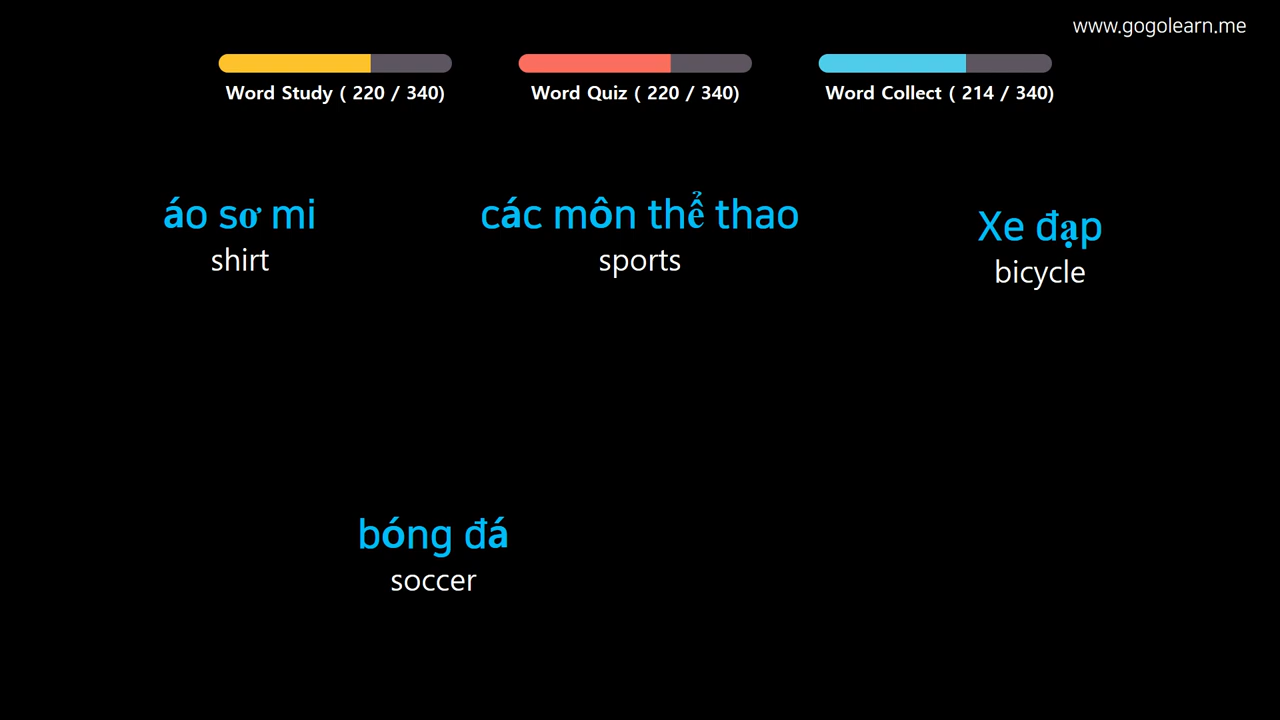 www.gogolearn.me
Word Study ( 220 / 340)
Word Quiz ( 220 / 340)
Word Collect ( 214 / 340)
áo sơ mi
shirt
các môn thể thao
sports
Xe đạp
bicycle
bóng đá
soccer